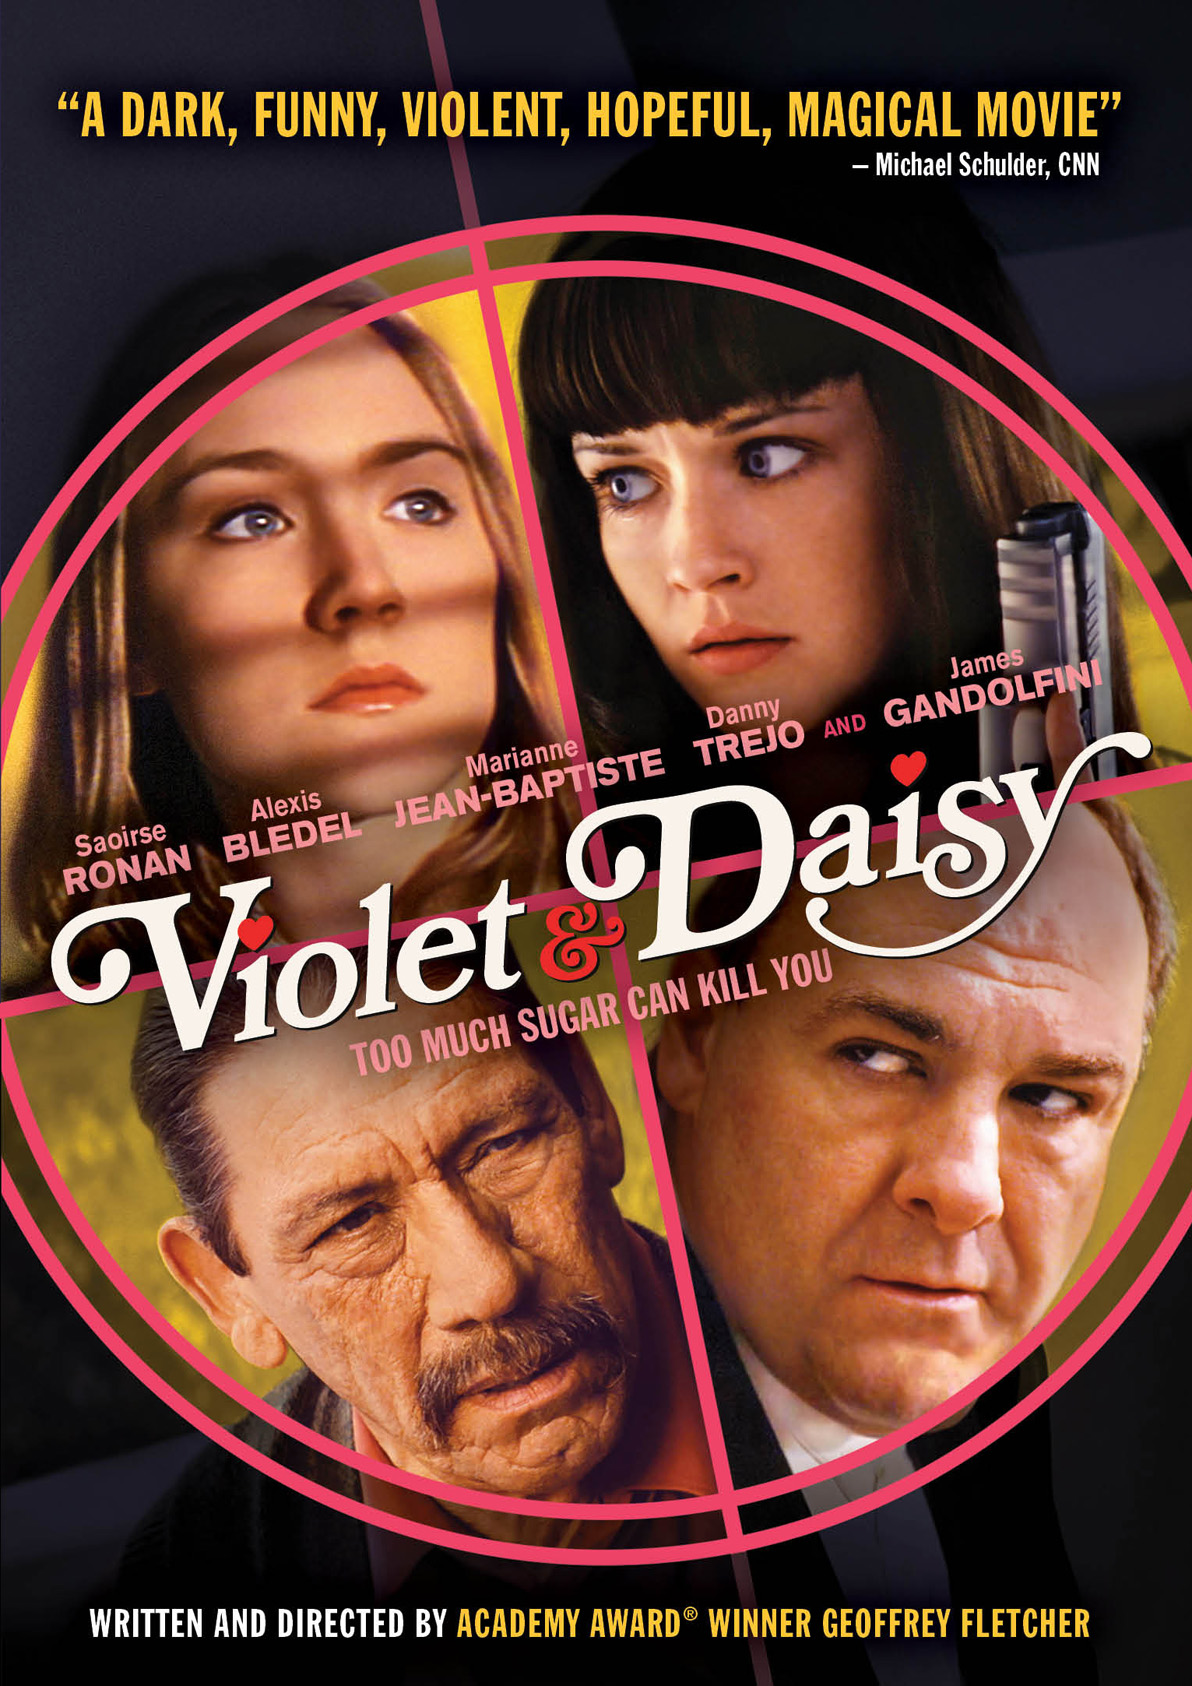 “A DARK, FUNNY, VIOLENT, HOPEFUL, MAGICAL MOVIE”
– Michael Schulder, CNN
Saoirse RONAN
Alexis BLEDEL
Marianne JEAN-BAPTISTE
Danny TREJO
AND
James GANDOLFINI
Violet & Daisy
TOO MUCH SUGAR CAN KILL YOU
WRITTEN AND DIRECTED BY ACADEMY AWARD® WINNER GEOFFREY FLETCHER